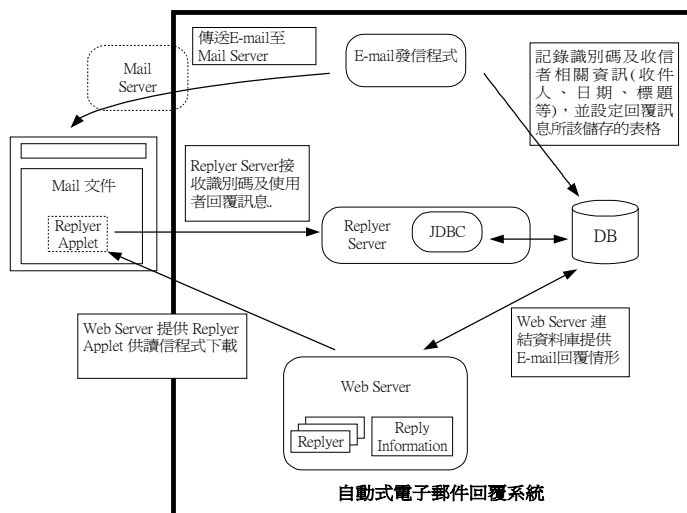 傳送E-mail至
Mail Server
E-mail發信程式
記錄識別碼及收信
者相關資訊(收件
人、日期、標題
等)，並設定回覆訊
息所該儲存的表格
Mail
Server
Mail 文件
Replyer
Applet
Replyer Server接
收識別碼及使用
者回覆訊息.
Replyer
Server
JDBC
DB
Web Server 提供 Replyer
Applet 供讀信程式下載
Web Server 連
結資料庫提供
E-mail回覆情形
Web Server
Replyer
Reply
Information
自動式電子郵件回覆系統